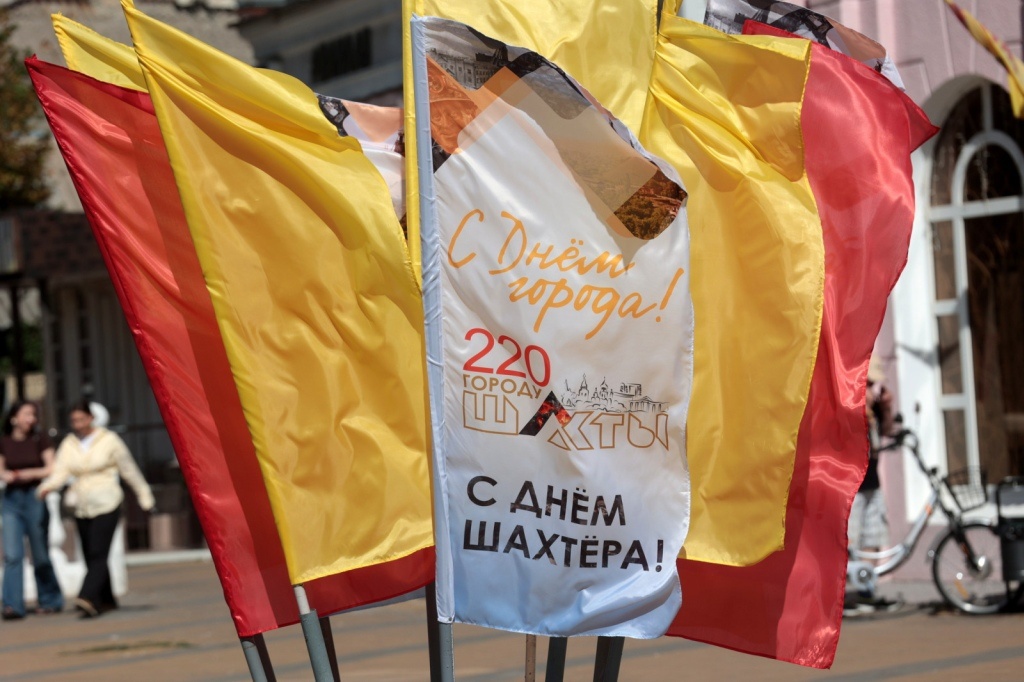 С Днём
города!
220
ГОРОДУ
ШАХТЫ
С ДНЁМ
ШАХТЁРА!